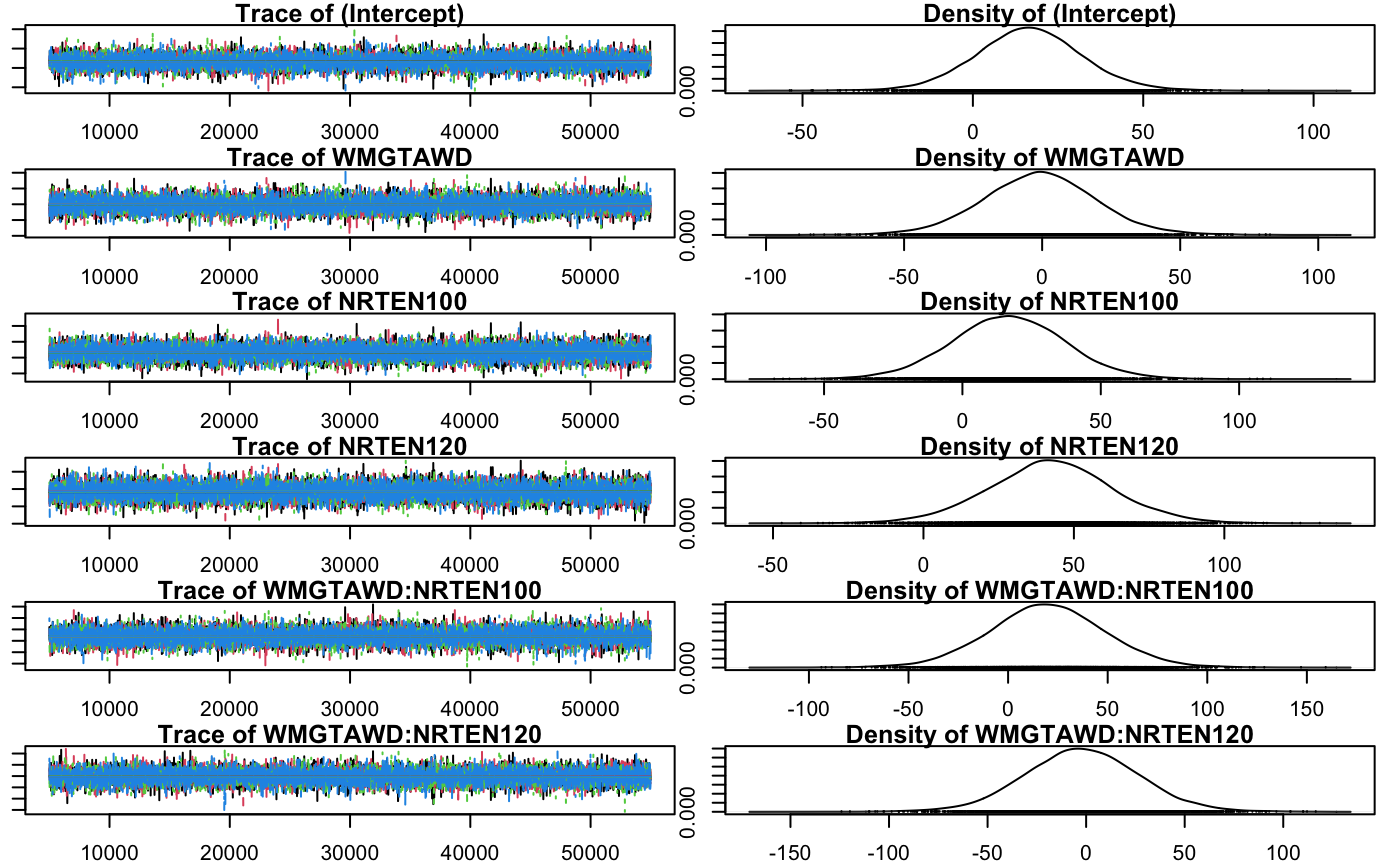 Trace of (Intercept)
10000 20000 30000 40000 50000
Density of (Intercept)
0.000
-50 0 50 100
Trace of WMGTAWD
10000 20000 30000 40000 50000
Density of WMGTAWD
0.000
-100 -50 0 50 100
Trace of NRTEN100
10000 20000 30000 40000 50000
Density of NRTEN100
0.000
-50 0 50 100
Trace of NRTEN120
10000 20000 30000 40000 50000
Density of NRTEN120
0.000
-50 0 50 100
Trace of WMGTAWD:NRTEN100
10000 20000 30000 40000 50000
Density of WMGTAWD:NRTEN100
0.000
-100 -50 0 50 100 150
Trace of WMGTAWD:NRTEN120
10000 20000 30000 40000 50000
Density of WMGTAWD:NRTEN120
0.000
-150 -100 -50 0 50 100